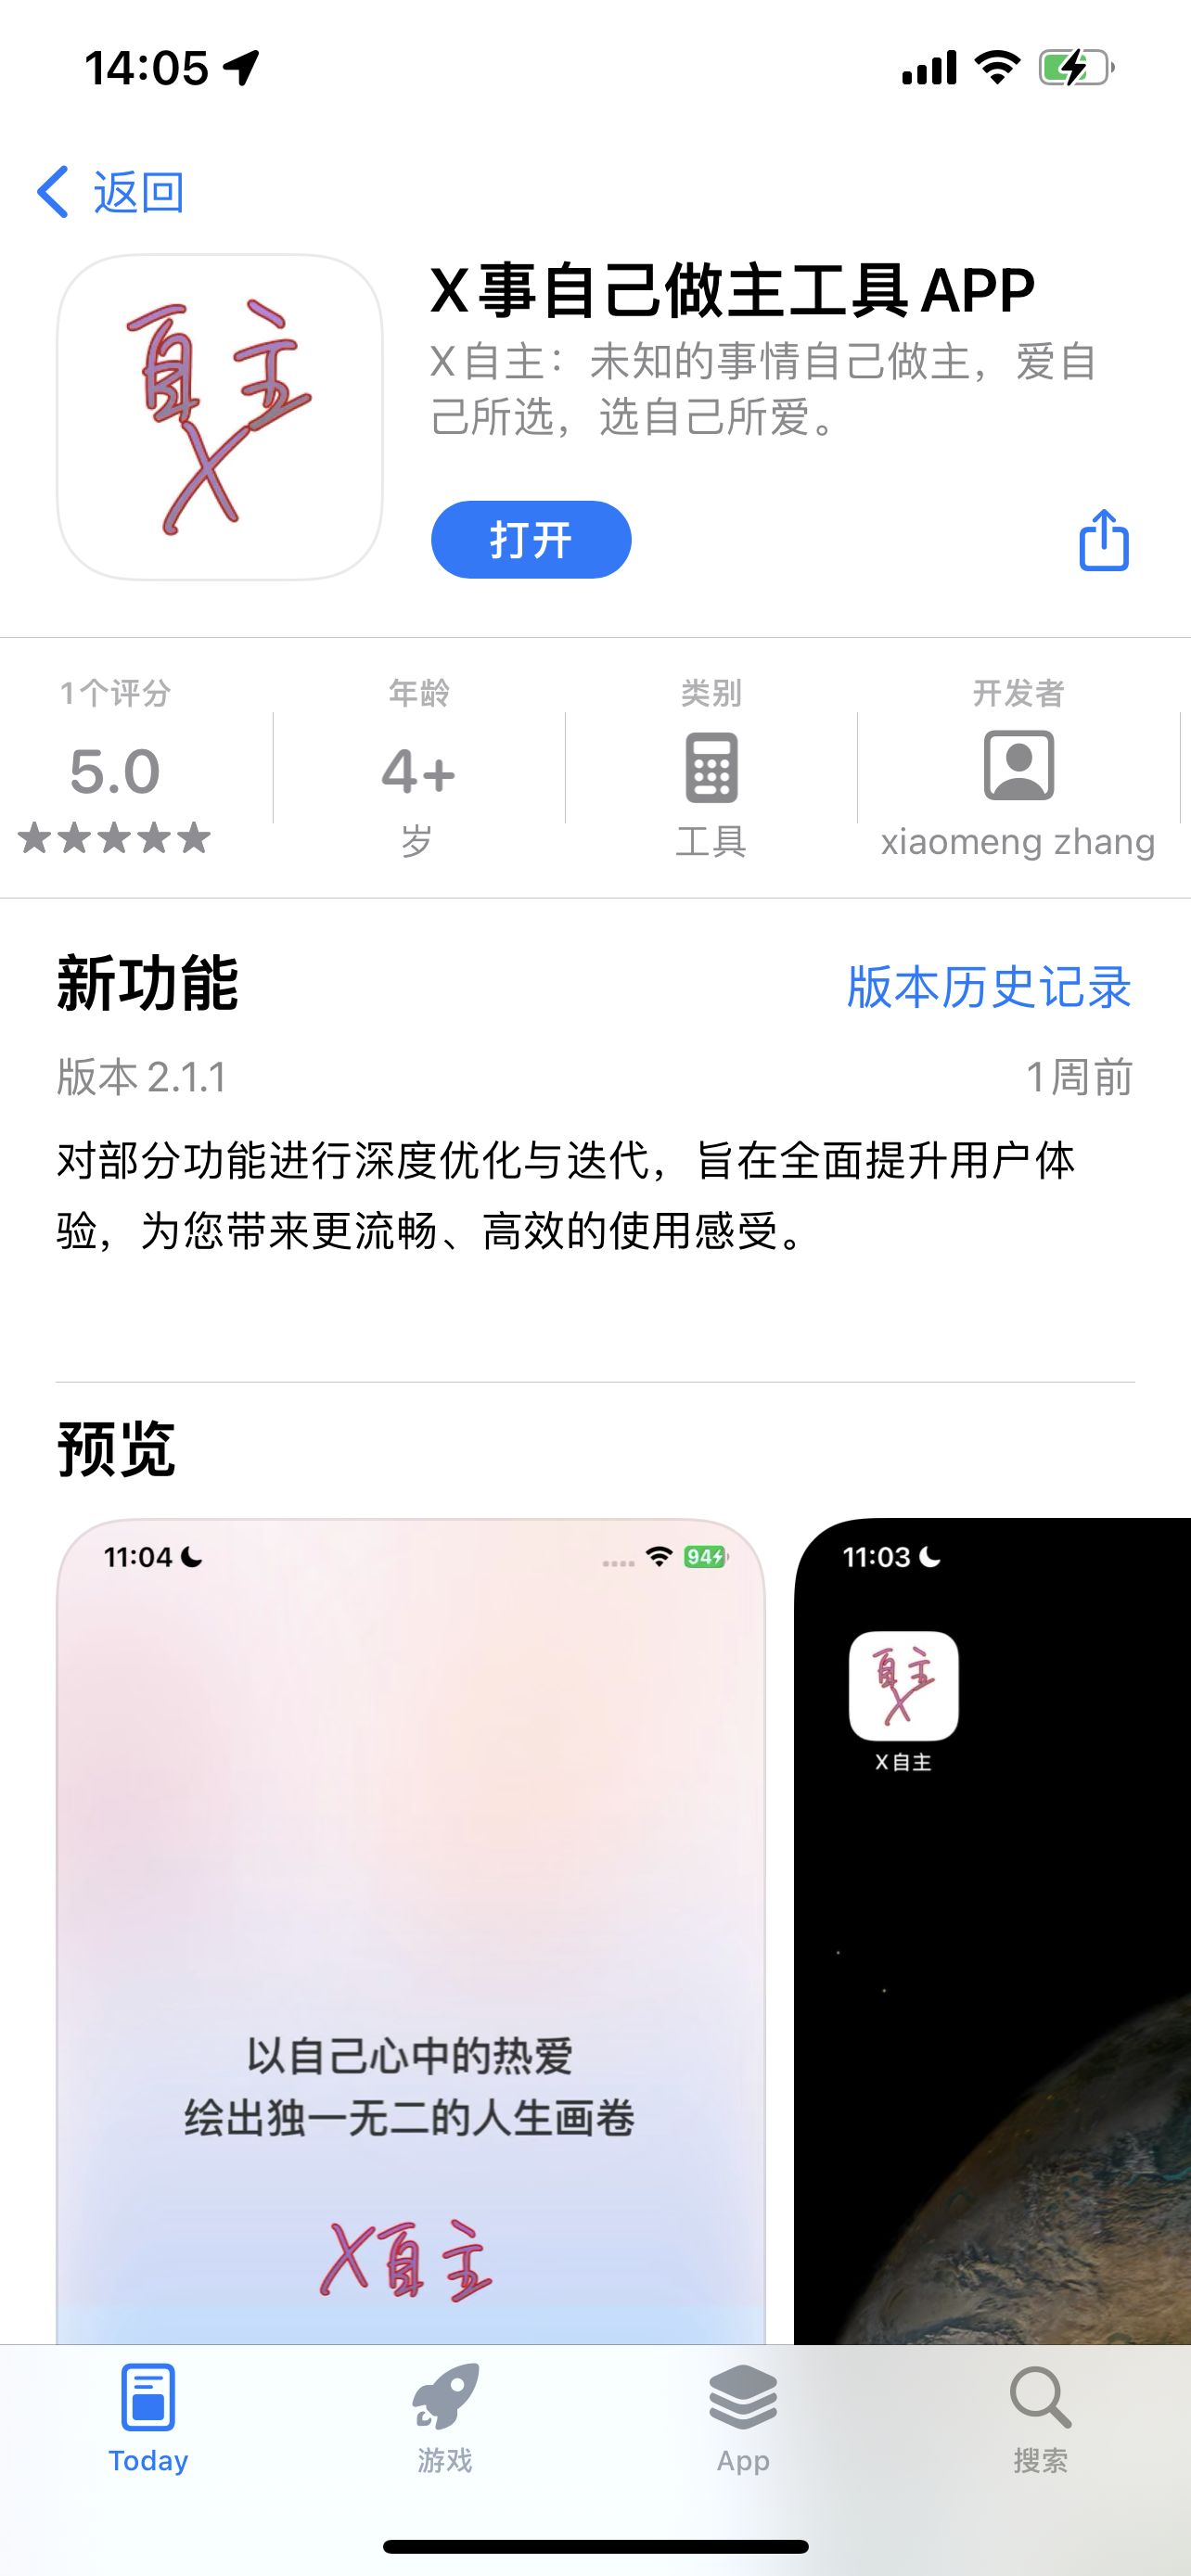 14:05
返回
自主
X
X事自己做主工具APP
X自主：未知的事情自己做主，爱自
己所选，选自己所爱。
打开
1个评分
年龄
类别
开发者
5.0
4+
岁
工具
xiaomeng zhang
新功能
版本历史记录
版本 2.1.1
1周前
对部分功能进行深度优化与迭代，旨在全面提升用户体
验，为您带来更流畅、高效的使用感受。
预览
11:04
94
11:03
自主
X
X自主
以自己心中的热爱
绘出独一无二的人生画卷
X自主
Today
游戏
App
搜索